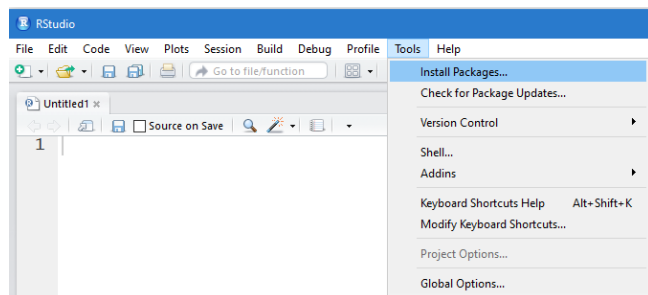 RStudio
File Edit Code View Plots Session Build Debug Profile Tools Help
Go to file/function
Install Packages...
Check for Package Updates...
Untitled1
Version Control
Source on Save
1
Shell...
Addins
Keyboard Shortcuts Help Alt+Shift+K
Modify Keyboard Shortcuts...
Project Options...
Global Options...